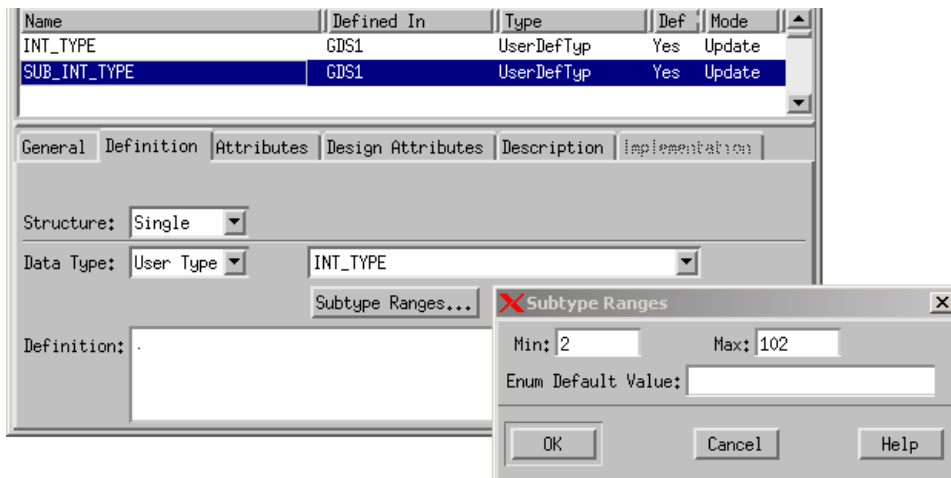 Name Defined In Type Def Mode
INT_TYPE GDS1 UserDefTyp Yes Update
SUB_INT_TYPE GDS1 UserDefTyp Yes Update
General Definition Attributes Design Attributes Description Implementation
Structure: Single
Data Type: User Type INT_TYPE
Subtype Ranges...
Definition: .
Subtype Ranges
Min: 2 Max: 102
Enum Default Value:
OK Cancel Help